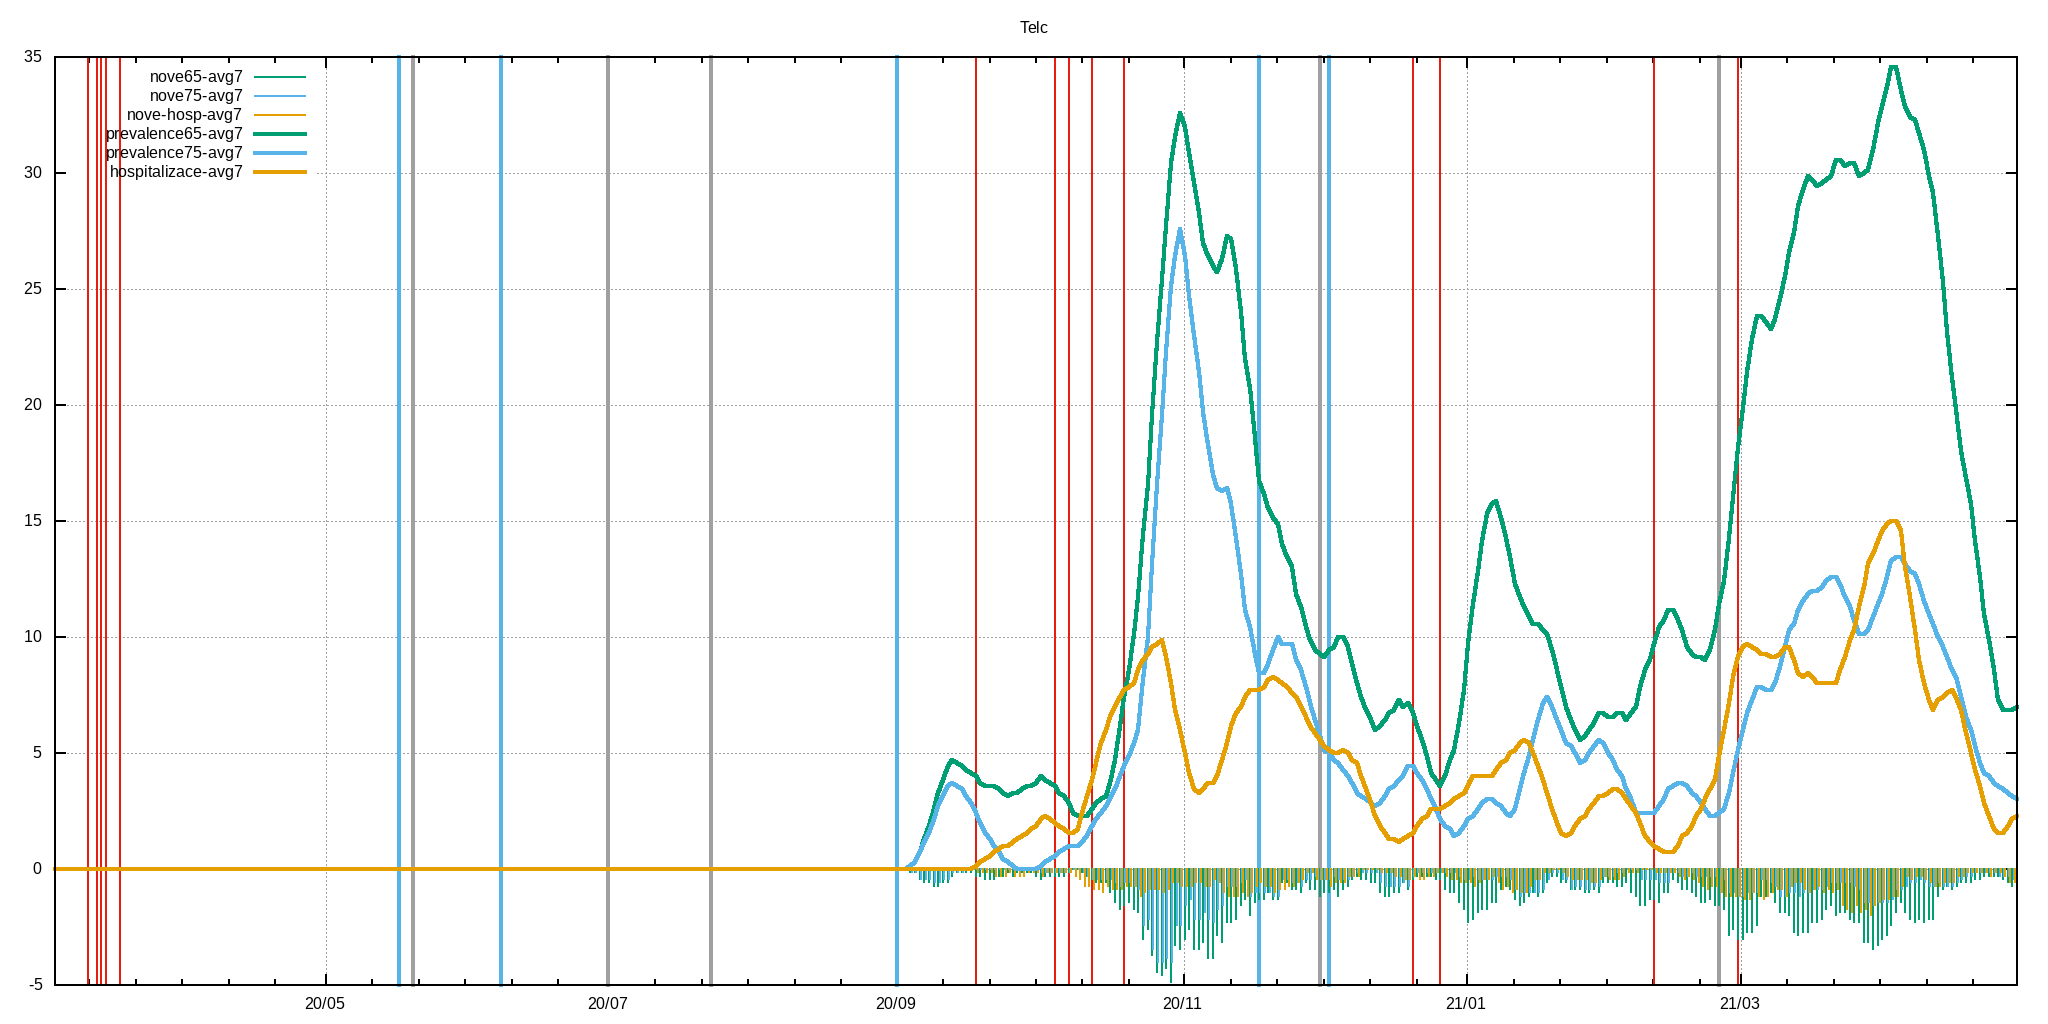 Telc
35
nove65-avg7
nove75-avg7
nove-hosp-avg7
prevalence65-avg7
prevalence75-avg7
hospitalizace-avg7
30
25
20
15
10
5
0
-5
20/05 20/07 20/09 20/11 21/01 21/03